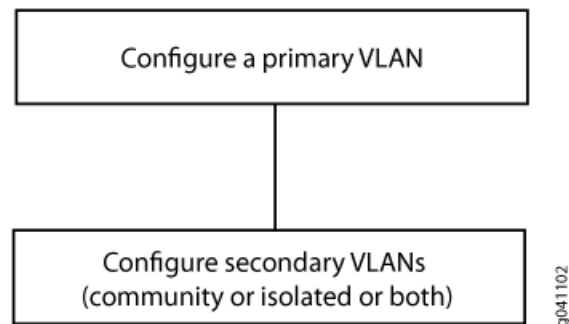 Configure a primary VLAN
Configure secondary VLANs
(community or isolated or both)
g041102